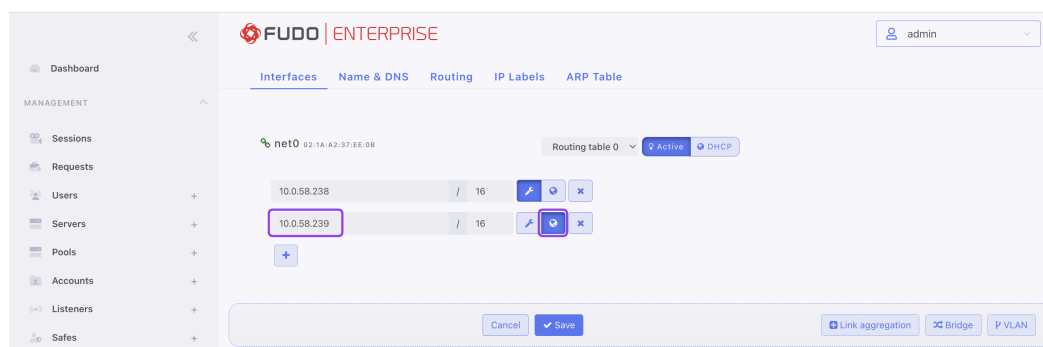 FUDO ENTERPRISE
admin
Dashboard
Interfaces Name & DNS Routing IP Labels ARP Table
MANAGEMENT
Sessions
net0 02:1A:A2:37:EE:0B
Routing table 0 Active DHCP
Requests
10.0.58.238 / 16
Users +
10.0.58.239 / 16
Servers +
Pools +
Accounts +
Listeners +
Cancel Save Link aggregation Bridge VLAN
Safes +